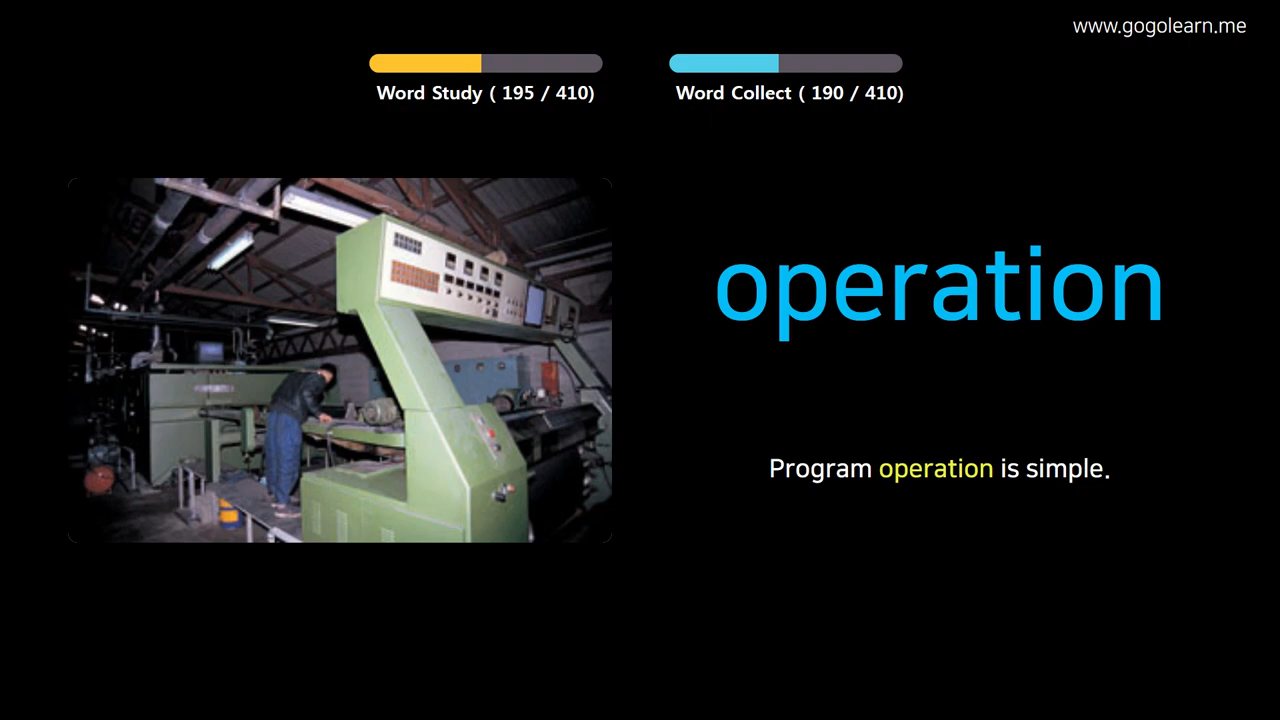 www.gogolearn.me
Word Study ( 195 / 410)
Word Collect ( 190 / 410)
operation
Program operation is simple.